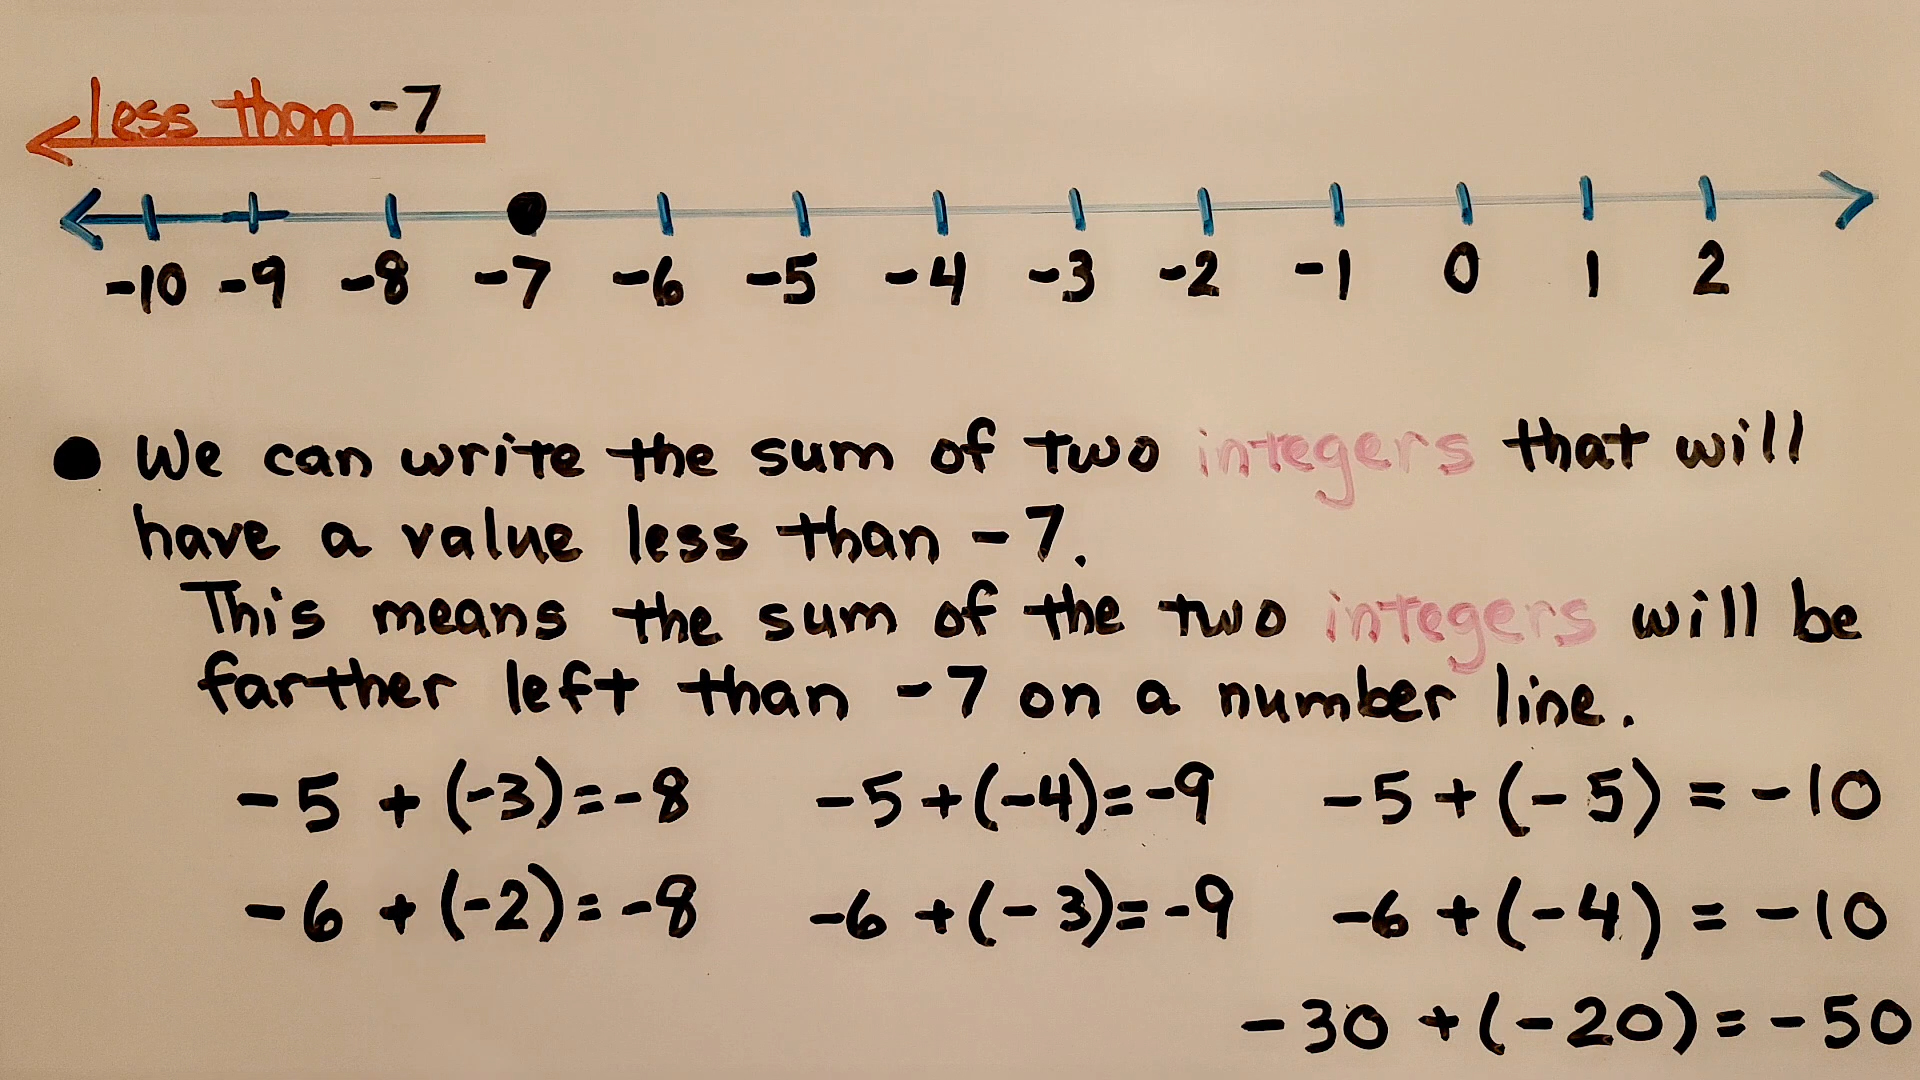 less than -7
-10 -9 -8 -7 -6 -5 -4 -3 -2 -1 0 1 2
● We can write the sum of two integers that will
have a value less than -7.
This means the sum of the two integers will be
farther left than -7 on a number line.
-5 + (-3) = -8 -5 + (-4) = -9 -5 + (-5) = -10
-6 + (-2) = -8 -6 + (-3) = -9 -6 + (-4) = -10
-30 + (-20) = -50